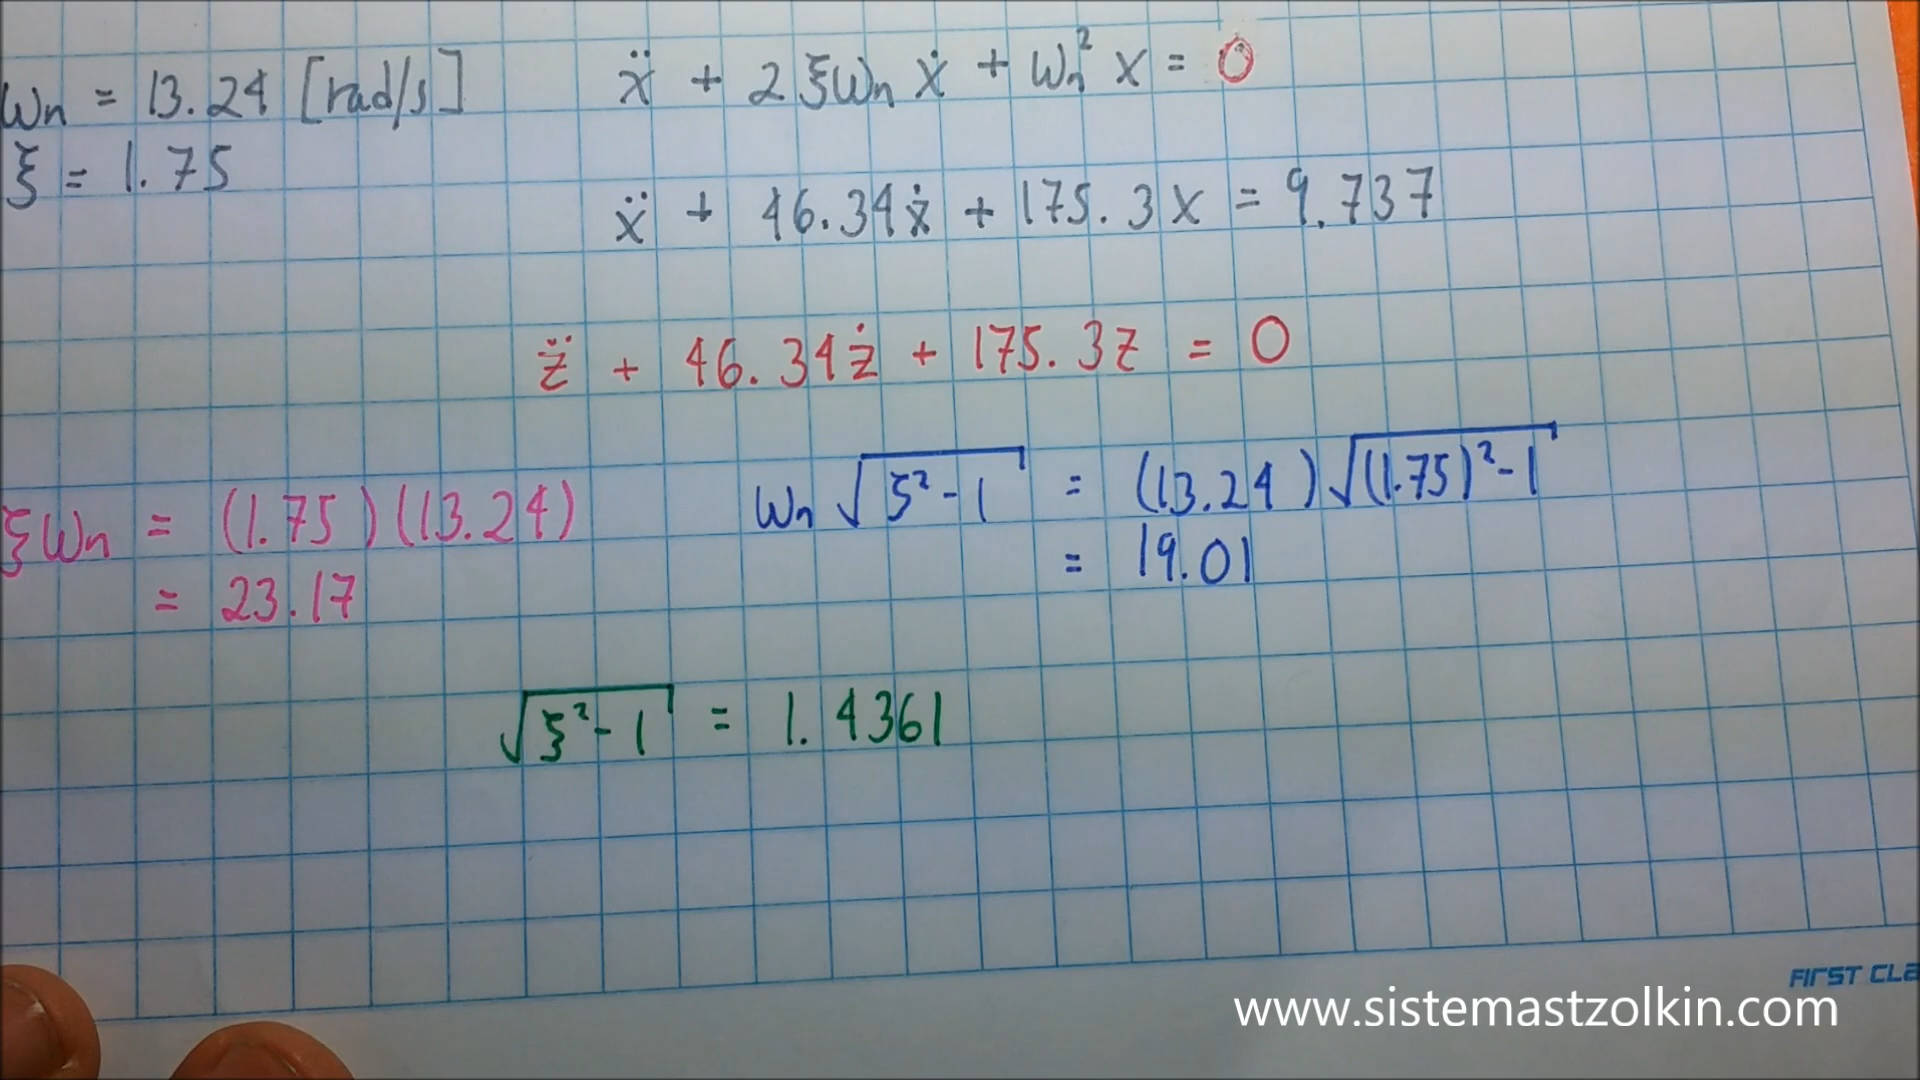 ωn = 13.24 [rad/s]
ξ = 1.75
ẍ + 2ξωn ẋ + ωn² x = 0
ẍ + 46.34ẋ + 175.3x = 9.737
z̈ + 46.34ż + 175.3z = 0
ξωn = (1.75)(13.24)
= 23.17
ωn √(ξ²-1) = (13.24)√((1.75)²-1)
= 19.01
√(ξ²-1) = 1.4361
FIRST CLA
www.sistemastzolkin.com